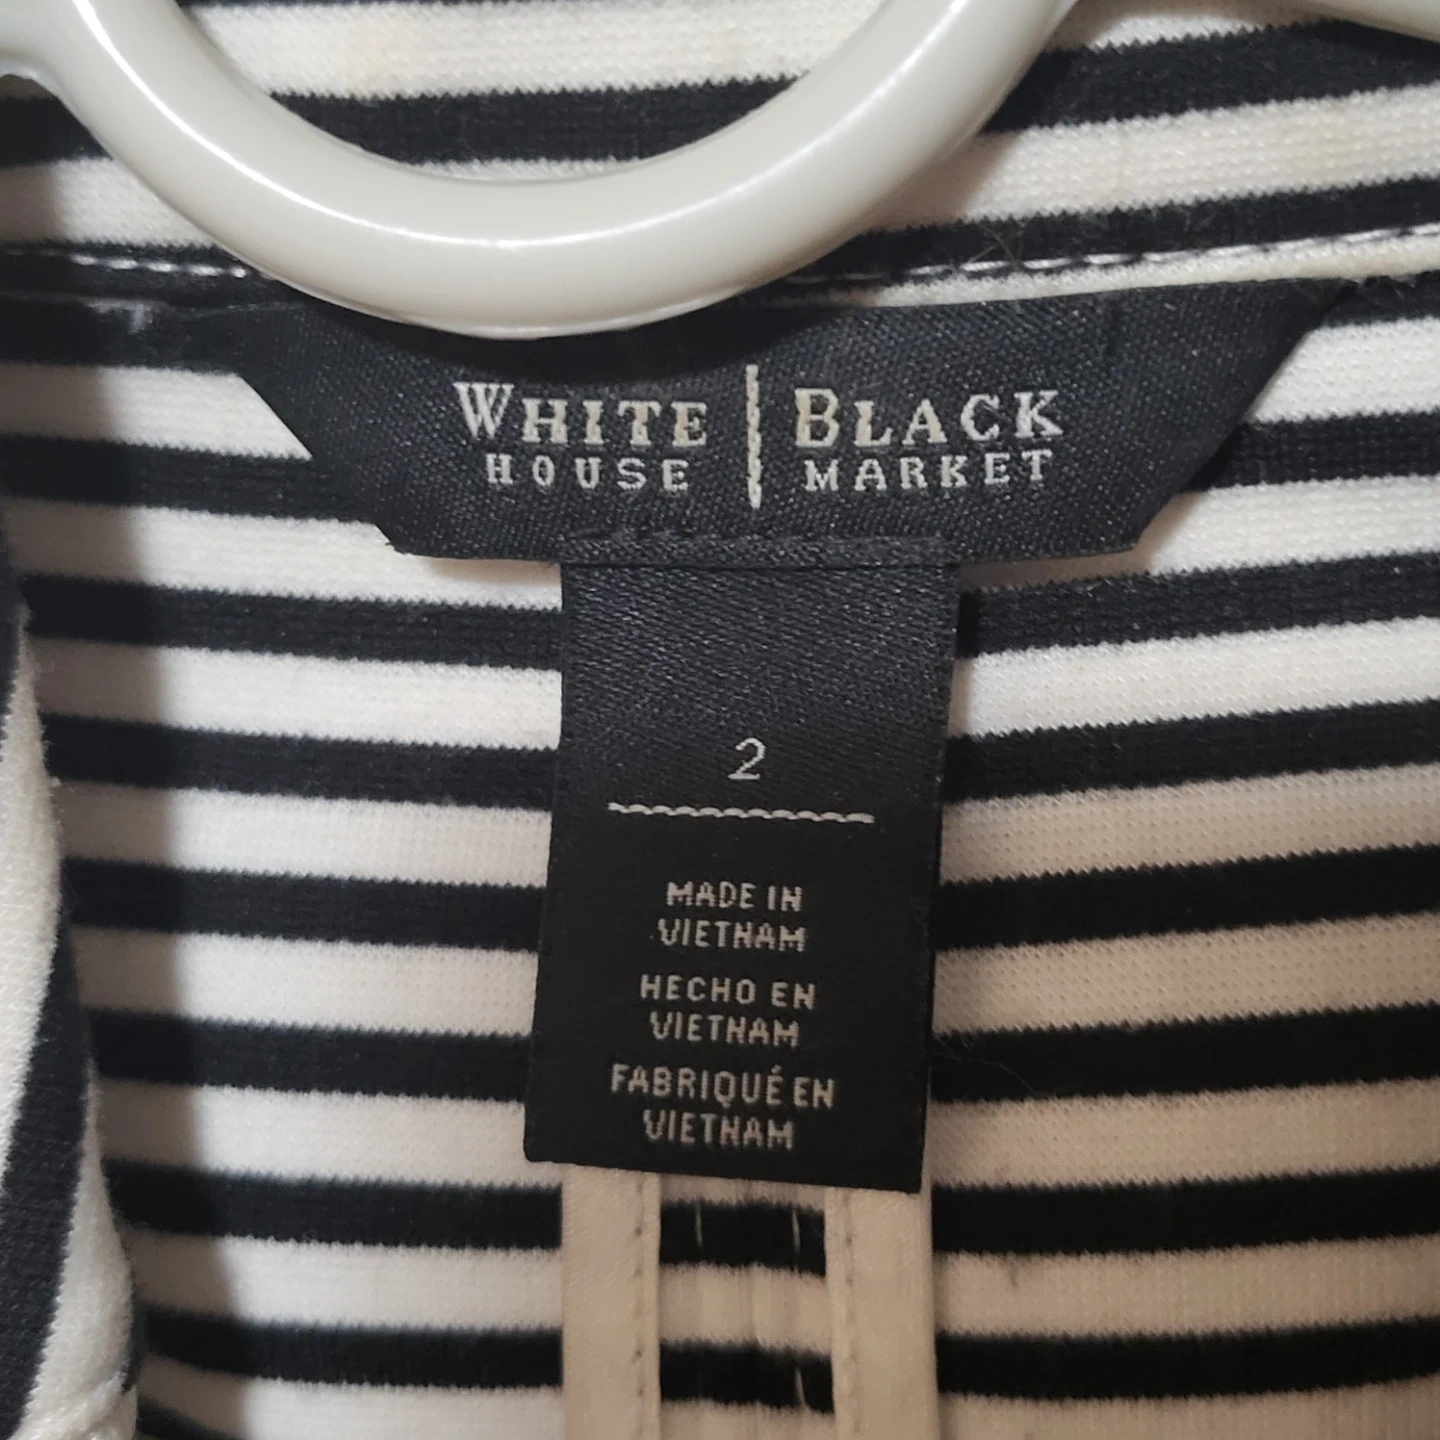 WHITE | BLACK
HOUSE | MARKET
2
MADE IN
VIETNAM
HECHO EN
VIETNAM
FABRIQUÉ EN
VIETNAM